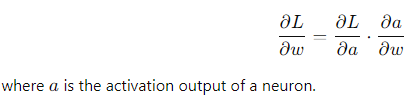 ∂L/∂w = ∂L/∂a · ∂a/∂w
where a is the activation output of a neuron.